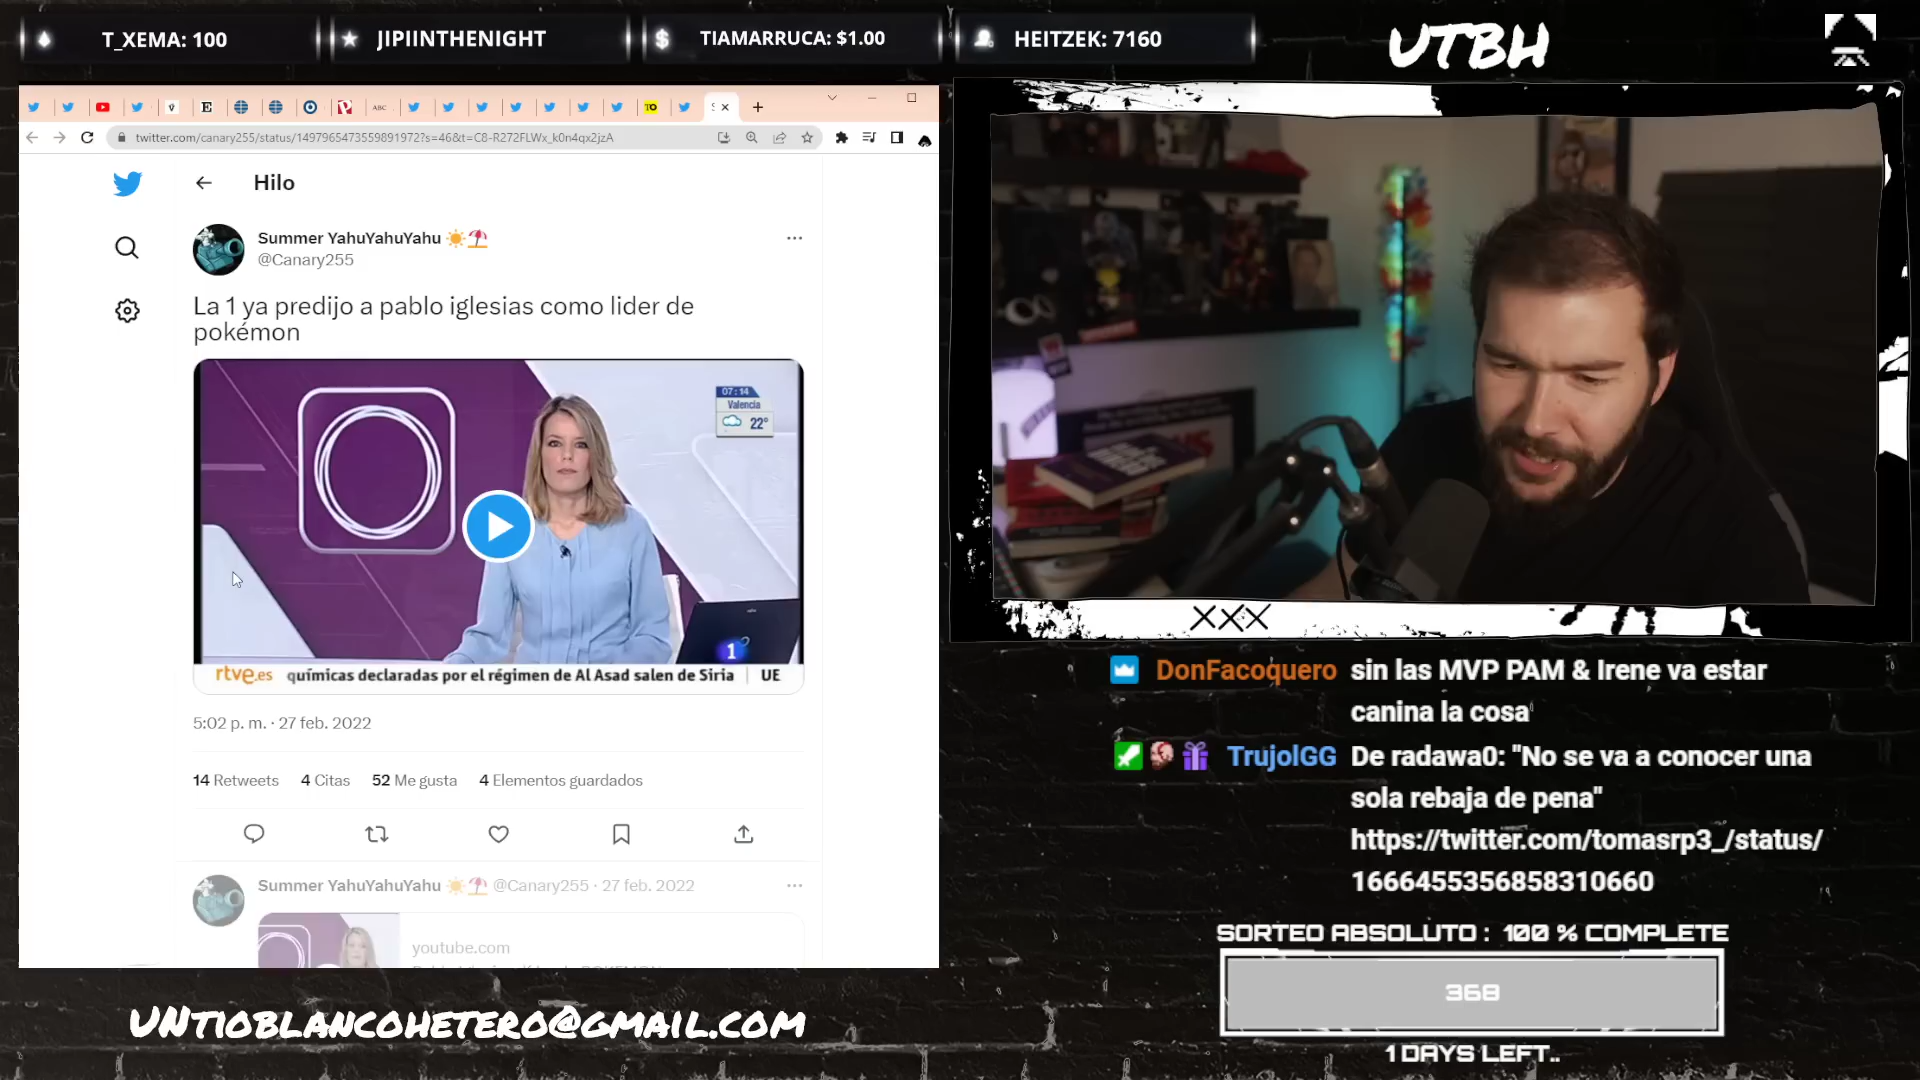 T_XEMA: 100
JIPIINTHENIGHT
TIAMARRUCA: $1.00
HEITZEK: 7160
UTBH
ABC
TO
twitter.com/canary255/status/1497965473559891972?s=46&t=C8-R272FLWx_k0n4qx2jzA
Hilo
Summer YahuYahuYahu
@Canary255
La 1 ya predijo a pablo iglesias como lider de
pokémon
07:14
Valencia
22°
1
rtve.es químicas declaradas por el régimen de Al Asad salen de Siria UE
5:02 p. m. · 27 feb. 2022
14 Retweets 4 Citas 52 Me gusta 4 Elementos guardados
Summer YahuYahuYahu @Canary255 · 27 feb. 2022
youtube.com
XXX
DonFacoquero sin las MVP PAM & Irene va estar
canina la cosa
TrujolGG De radawa0: "No se va a conocer una
sola rebaja de pena"
https://twitter.com/tomasrp3_/status/
1666455356858310660
SORTEO ABSOLUTO : 100 % COMPLETE
368
1 DAYS LEFT..
UNTIOBLANCOHETERO@GMAIL.COM